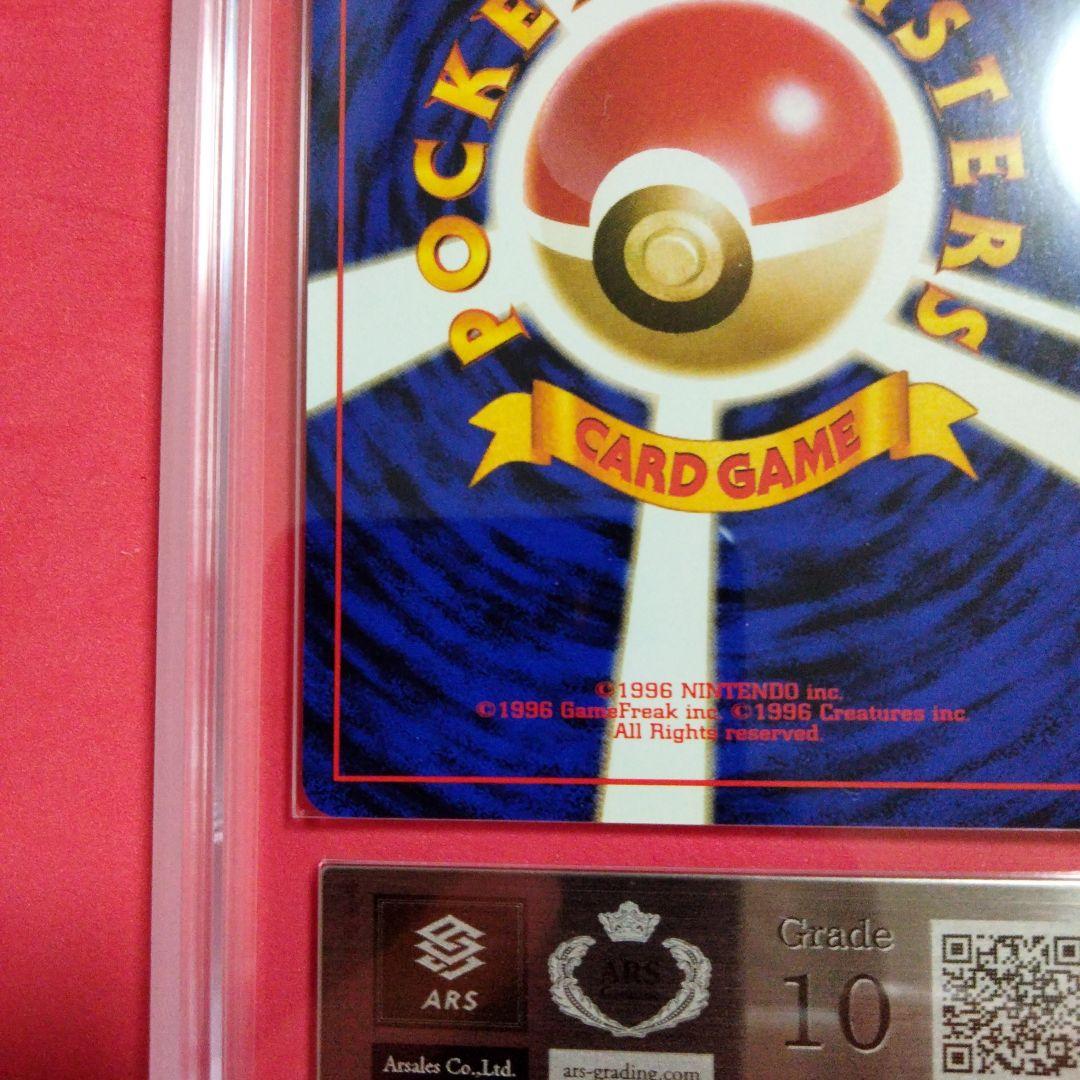 POCKE
STERS
CARD GAME
©1996 NINTENDO inc.
©1996 GameFreak inc. ©1996 Creatures inc.
All Rights reserved.
ARS
ARS
Grade
10
Arsales Co.,Ltd.
ars-grading.com